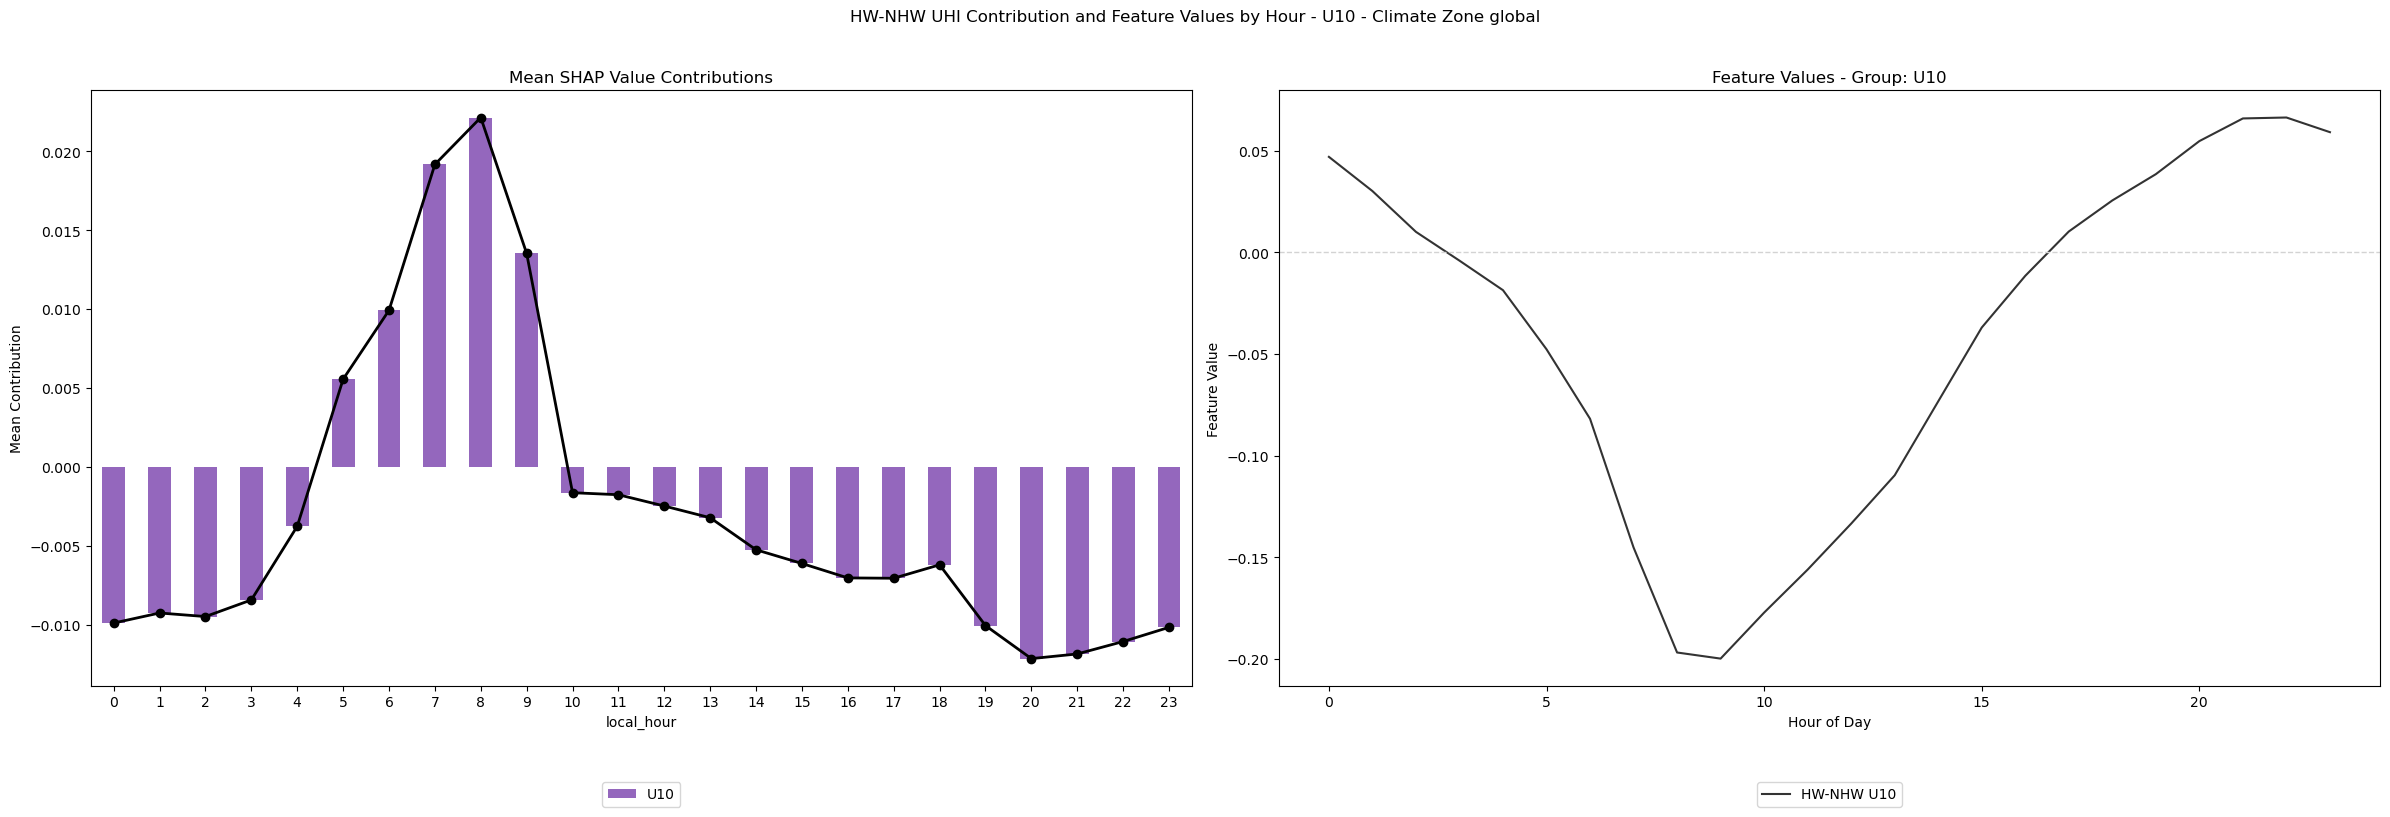 HW-NHW UHI Contribution and Feature Values by Hour - U10 - Climate Zone global
Mean SHAP Value Contributions
Mean Contribution
0.020
0.015
0.010
0.005
0.000
−0.005
−0.010
0 1 2 3 4 5 6 7 8 9 10 11 12 13 14 15 16 17 18 19 20 21 22 23
local_hour
U10
Feature Values - Group: U10
Feature Value
0.05
0.00
−0.05
−0.10
−0.15
−0.20
0 5 10 15 20
Hour of Day
HW-NHW U10